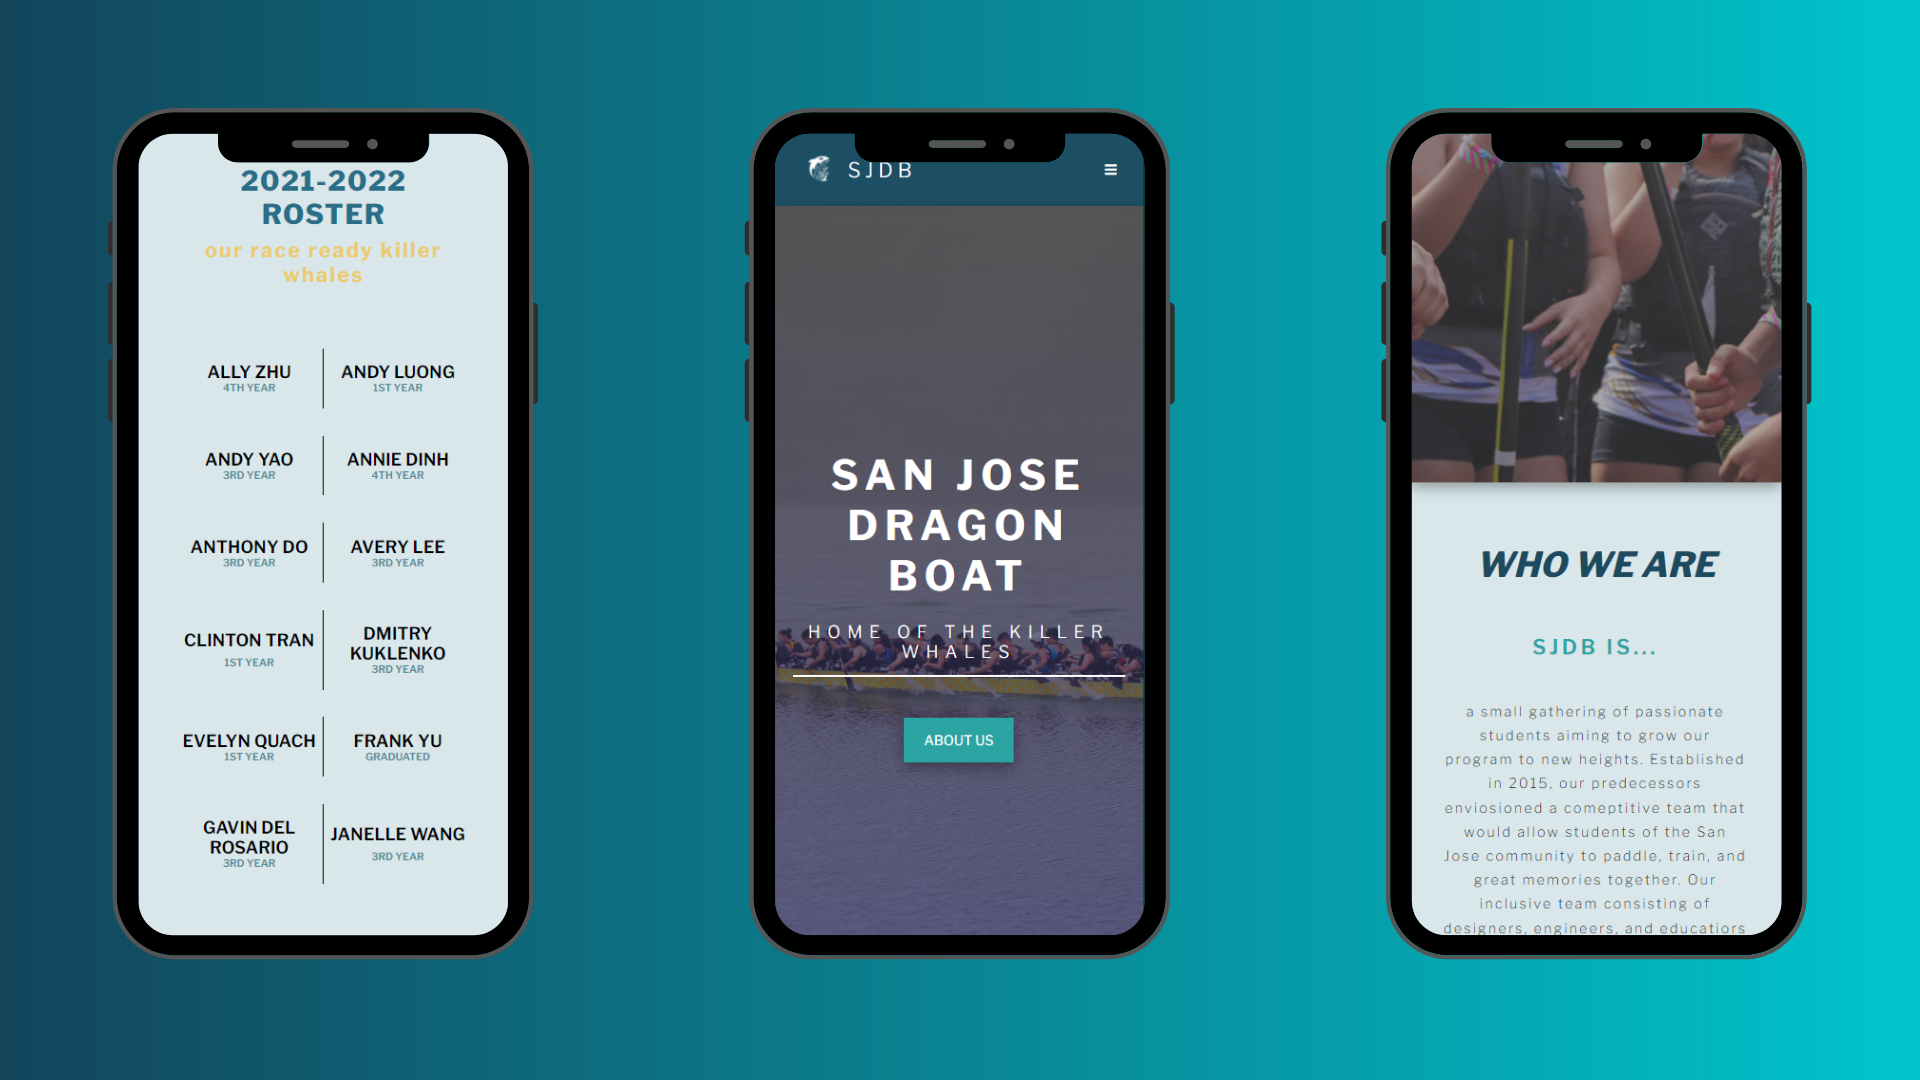 2021-2022
ROSTER
our race ready killer
whales
ALLY ZHU
4TH YEAR
ANDY LUONG
1ST YEAR
ANDY YAO
3RD YEAR
ANNIE DINH
4TH YEAR
ANTHONY DO
3RD YEAR
AVERY LEE
3RD YEAR
CLINTON TRAN
1ST YEAR
DMITRY
KUKLENKO
3RD YEAR
EVELYN QUACH
1ST YEAR
FRANK YU
GRADUATED
GAVIN DEL
ROSARIO
3RD YEAR
JANELLE WANG
3RD YEAR
SJDB
SAN JOSE
DRAGON
BOAT
HOME OF THE KILLER
WHALES
ABOUT US
WHO WE ARE
SJDB IS...
a small gathering of passionate
students aiming to grow our
program to new heights. Established
in 2015, our predecessors
enviosioned a comeptitive team that
would allow students of the San
Jose community to paddle, train, and
great memories together. Our
inclusive team consisting of
designers, engineers, and educatiors